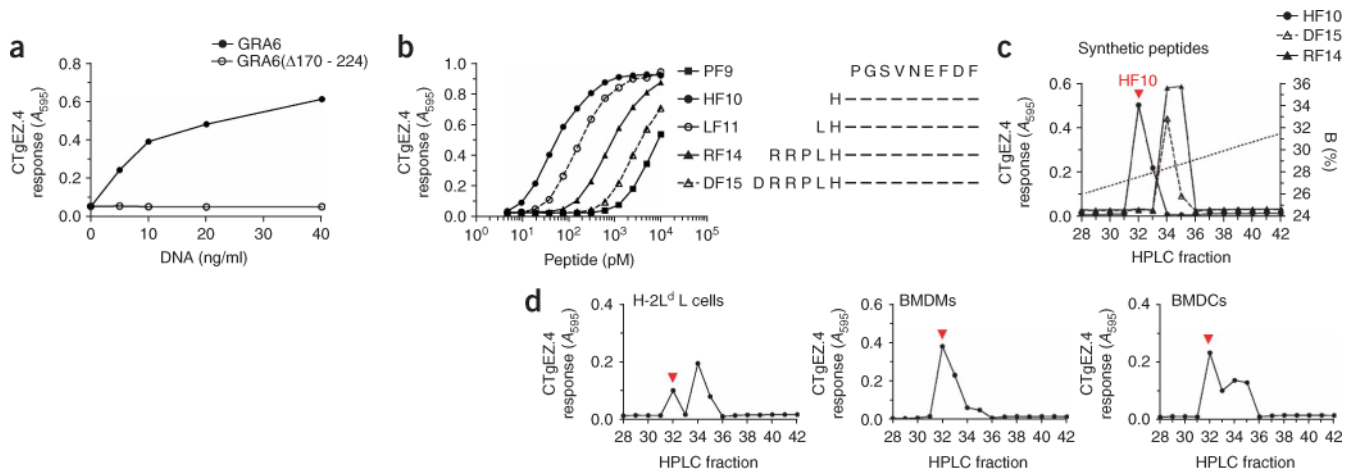 a
GRA6
GRA6(Δ170 - 224)
CTgEZ.4
response (A595)
0.8
0.6
0.4
0.2
0.0
0 10 20 30 40
DNA (ng/ml)
b
CTgEZ.4
response (A595)
1.0
0.8
0.6
0.4
0.2
0.0
10^0 10^1 10^2 10^3 10^4 10^5
Peptide (pM)
PF9
HF10
LF11
RF14
DF15
P G S V N E F D F
H
L H
R R P L H
D R R P L H
c
Synthetic peptides
HF10
DF15
RF14
HF10
CTgEZ.4
response (A595)
0.6
0.4
0.2
0.0
36
34
32
30
28
26
24
B (%)
28 30 32 34 36 38 40 42
HPLC fraction
d
H-2Ld L cells
CTgEZ.4
response (A595)
0.4
0.2
0.0
28 30 32 34 36 38 40 42
HPLC fraction
BMDMs
CTgEZ.4
response (A595)
0.6
0.4
0.2
0.0
28 30 32 34 36 38 40 42
HPLC fraction
BMDCs
CTgEZ.4
response (A595)
0.4
0.2
0.0
28 30 32 34 36 38 40 42
HPLC fraction